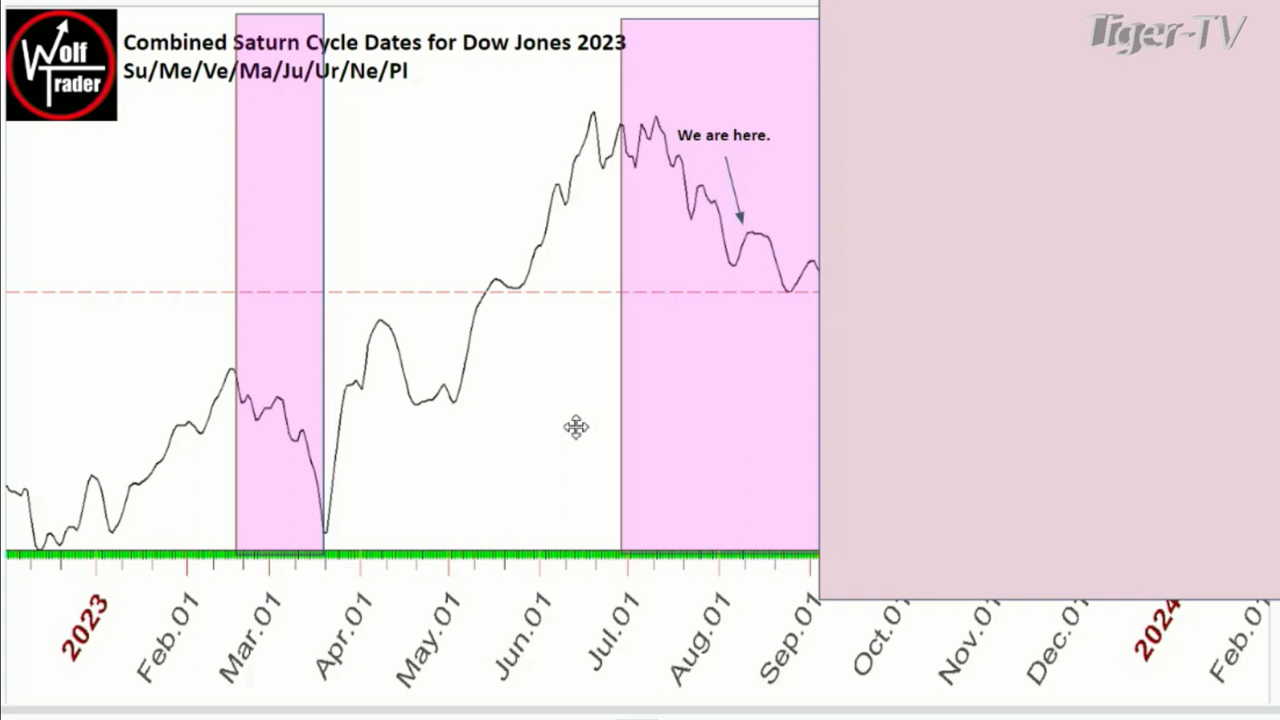 Wolf
Trader
Combined Saturn Cycle Dates for Dow Jones 2023
Su/Me/Ve/Ma/Ju/Ur/Ne/Pl
Tiger-TV
We are here.
2023
Feb.01
Mar.01
Apr.01
May.01
Jun.01
Jul.01
Aug.01
Sep.01
Oct.01
Nov.01
Dec.01
2024
Feb.01